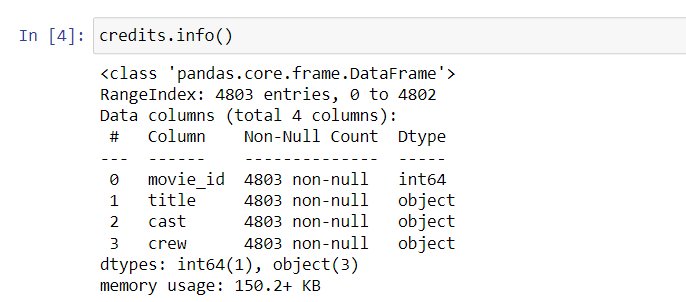 In [4]: credits.info()
<class 'pandas.core.frame.DataFrame'>
RangeIndex: 4803 entries, 0 to 4802
Data columns (total 4 columns):
 #   Column    Non-Null Count  Dtype
---  ------    --------------  -----
 0   movie_id  4803 non-null   int64
 1   title     4803 non-null   object
 2   cast      4803 non-null   object
 3   crew      4803 non-null   object
dtypes: int64(1), object(3)
memory usage: 150.2+ KB